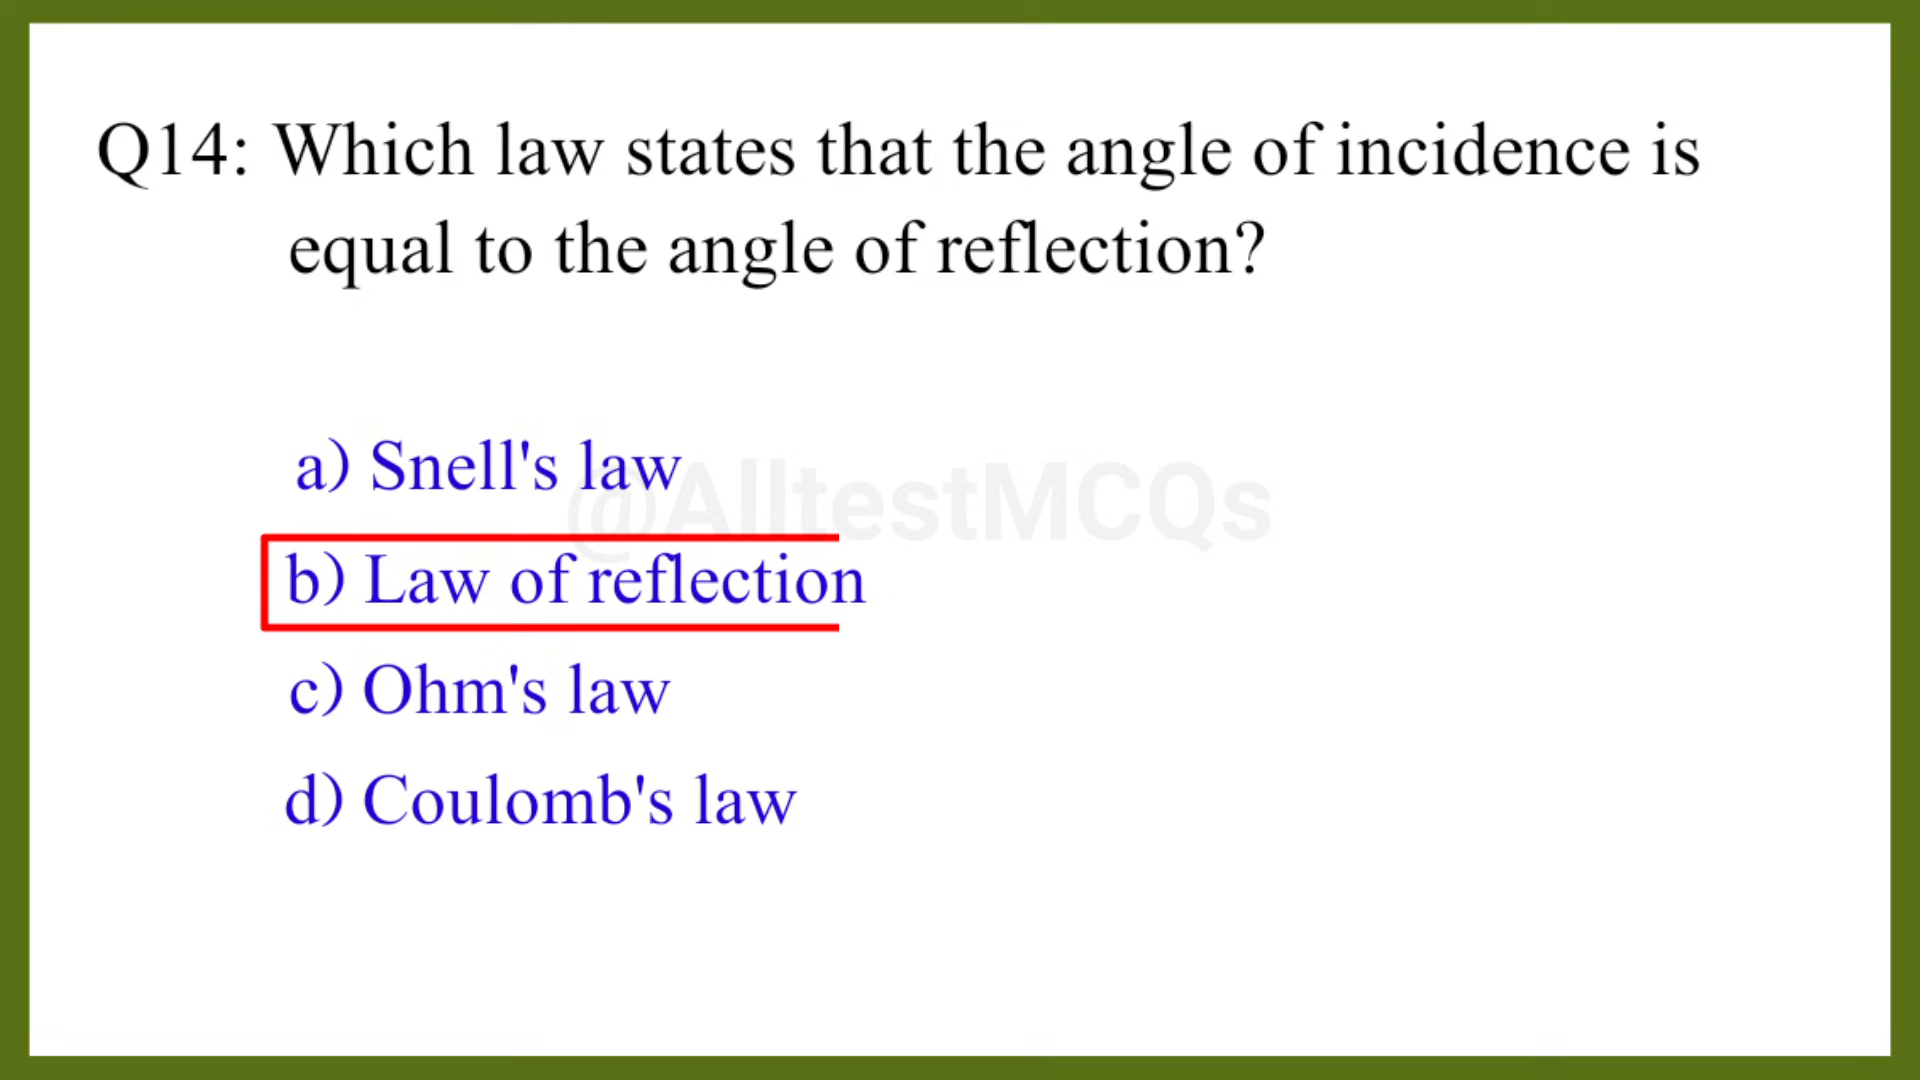 Q14: Which law states that the angle of incidence is
equal to the angle of reflection?
a) Snell's law
@AlltestMCQs
b) Law of reflection
c) Ohm's law
d) Coulomb's law